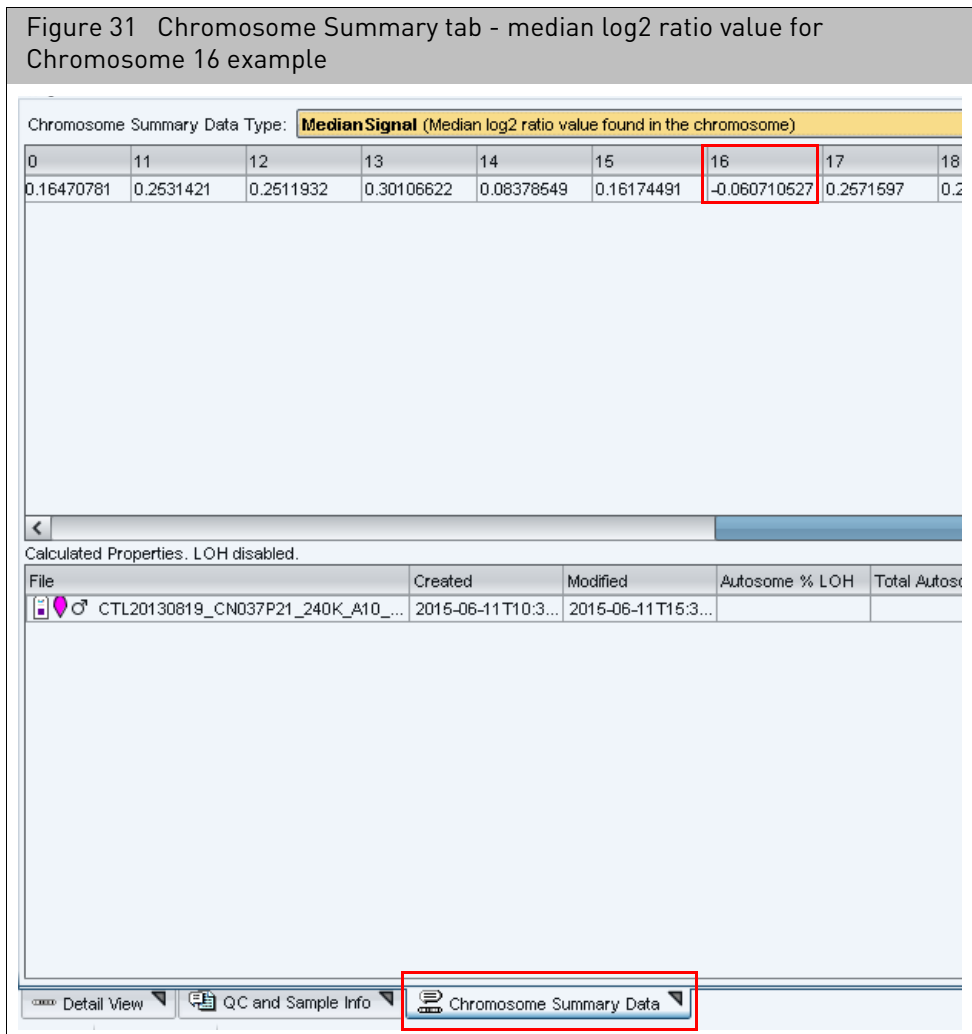 Figure 31 Chromosome Summary tab - median log2 ratio value for
Chromosome 16 example
Chromosome Summary Data Type: MedianSignal (Median log2 ratio value found in the chromosome)
0 11 12 13 14 15 16 17 18
0.16470781 0.2531421 0.2511932 0.30106622 0.08378549 0.16174491 -0.060710527 0.2571597 0.2
Calculated Properties. LOH disabled.
File Created Modified Autosome % LOH Total Autoso
CTL20130819_CN037P21_240K_A10_... 2015-06-11T10:3... 2015-06-11T15:3...
Detail View QC and Sample Info Chromosome Summary Data